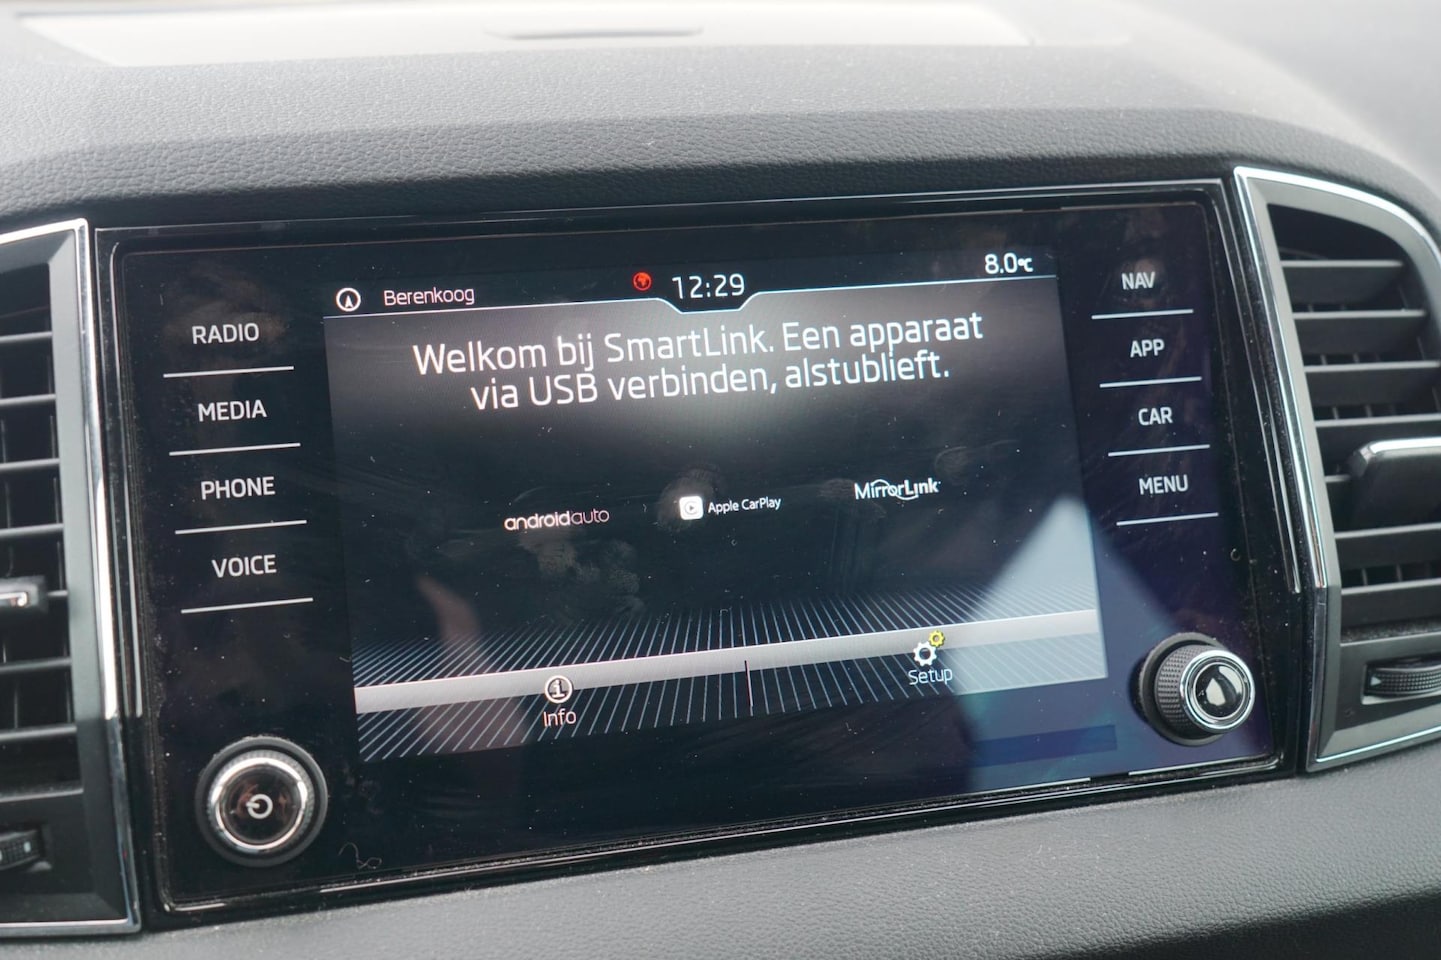 Berenkoog
12:29
8.0°C
Welkom bij SmartLink. Een apparaat
via USB verbinden, alstublieft.
androidauto
Apple CarPlay
MirrorLink
Info
Setup
RADIO
MEDIA
PHONE
VOICE
NAV
APP
CAR
MENU